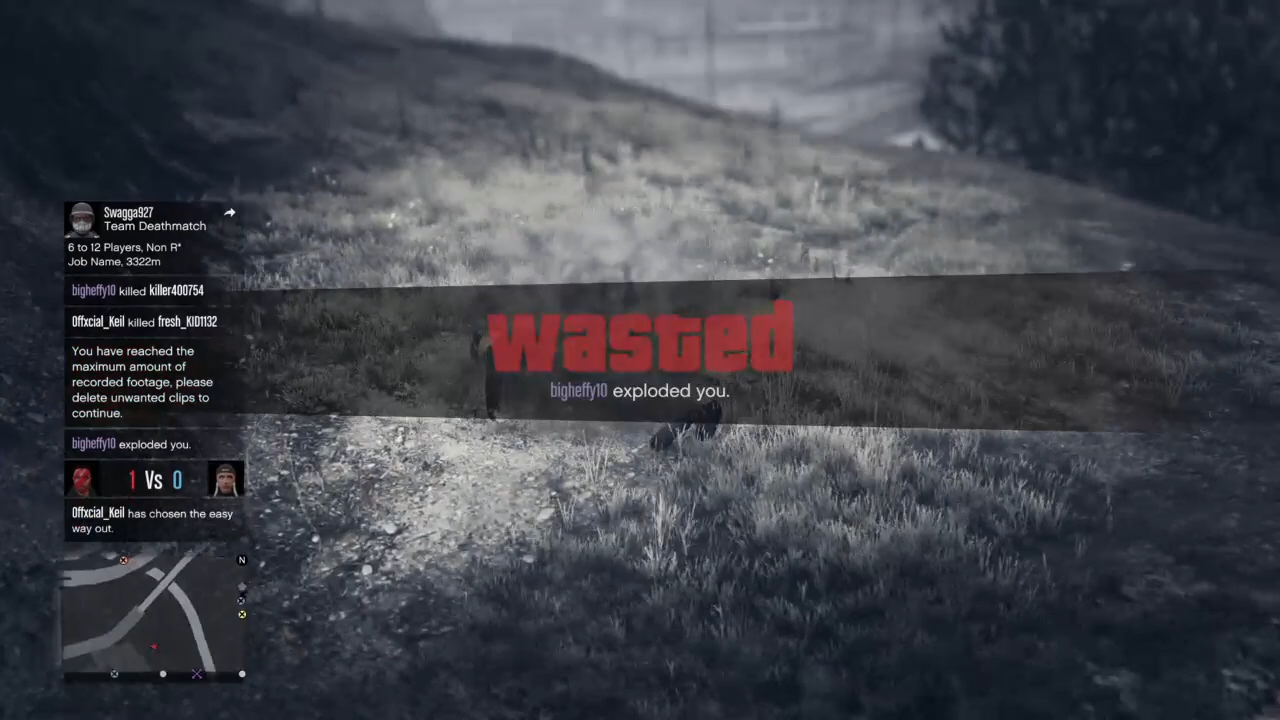 Swagga927
Team Deathmatch
6 to 12 Players, Non R*
Job Name, 3322m
bigheffy10 killed killer400754
Offxcial_Keil killed fresh_KID1132
You have reached the
maximum amount of
recorded footage, please
delete unwanted clips to
continue.
bigheffy10 exploded you.
1 Vs 0
Offxcial_Keil has chosen the easy
way out.
N
wasted
bigheffy10 exploded you.